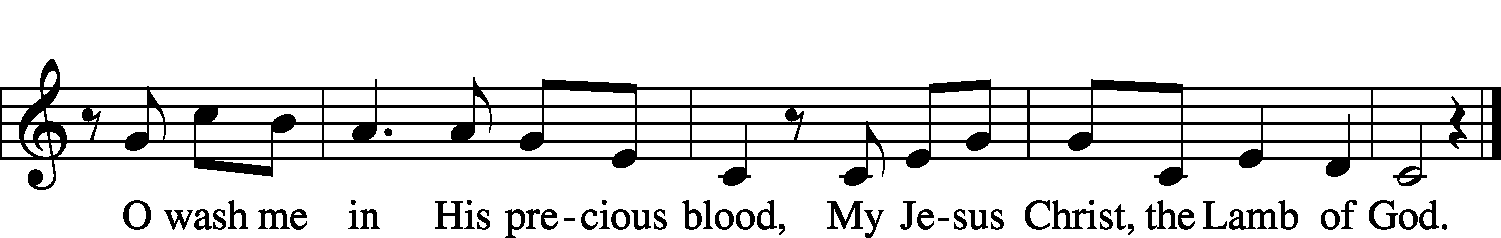 O wash me in His pre-cious blood, My Je-sus Christ, the Lamb of God.